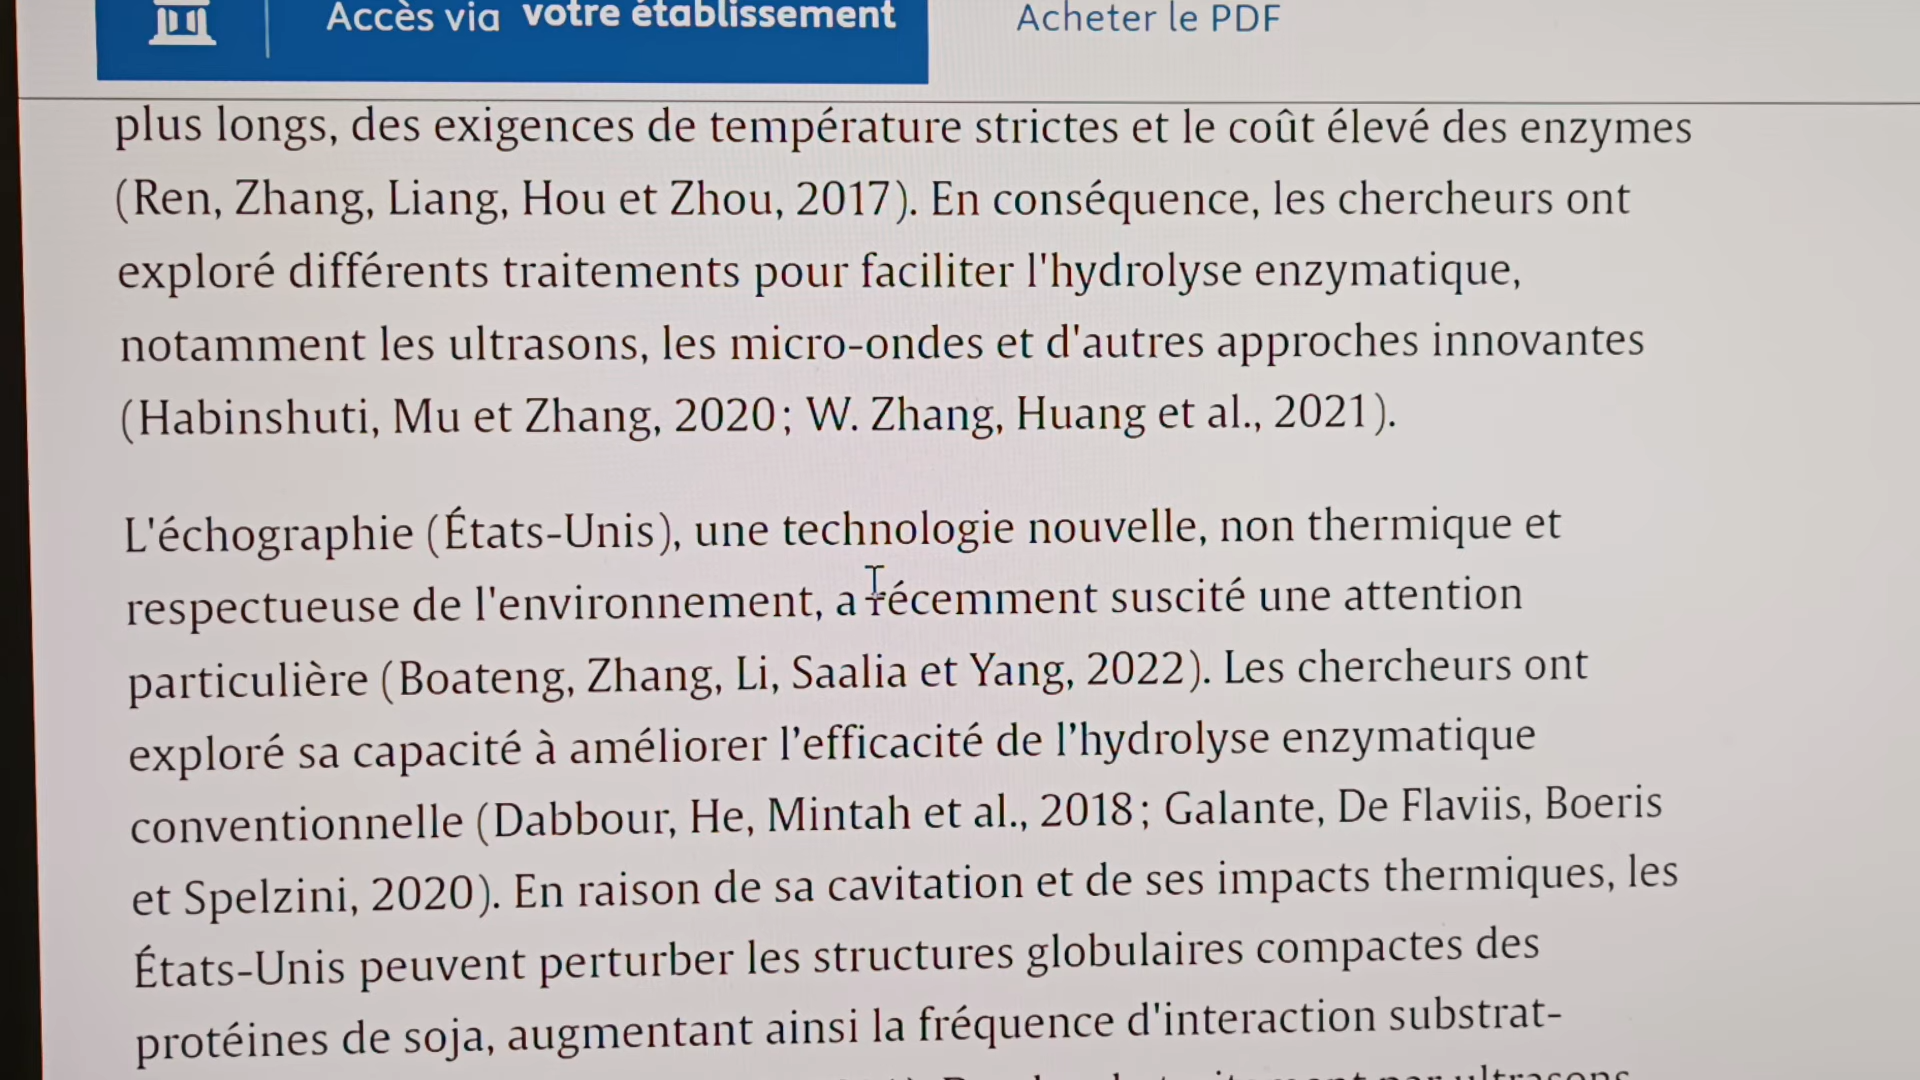 Accès via votre établissement
Acheter le PDF
plus longs, des exigences de température strictes et le coût élevé des enzymes
(Ren, Zhang, Liang, Hou et Zhou, 2017). En conséquence, les chercheurs ont
exploré différents traitements pour faciliter l'hydrolyse enzymatique,
notamment les ultrasons, les micro-ondes et d'autres approches innovantes
(Habinshuti, Mu et Zhang, 2020; W. Zhang, Huang et al., 2021).
L'échographie (États-Unis), une technologie nouvelle, non thermique et
respectueuse de l'environnement, a récemment suscité une attention
particulière (Boateng, Zhang, Li, Saalia et Yang, 2022). Les chercheurs ont
exploré sa capacité à améliorer l’efficacité de l’hydrolyse enzymatique
conventionnelle (Dabbour, He, Mintah et al., 2018; Galante, De Flaviis, Boeris
et Spelzini, 2020). En raison de sa cavitation et de ses impacts thermiques, les
États-Unis peuvent perturber les structures globulaires compactes des
protéines de soja, augmentant ainsi la fréquence d'interaction substrat-